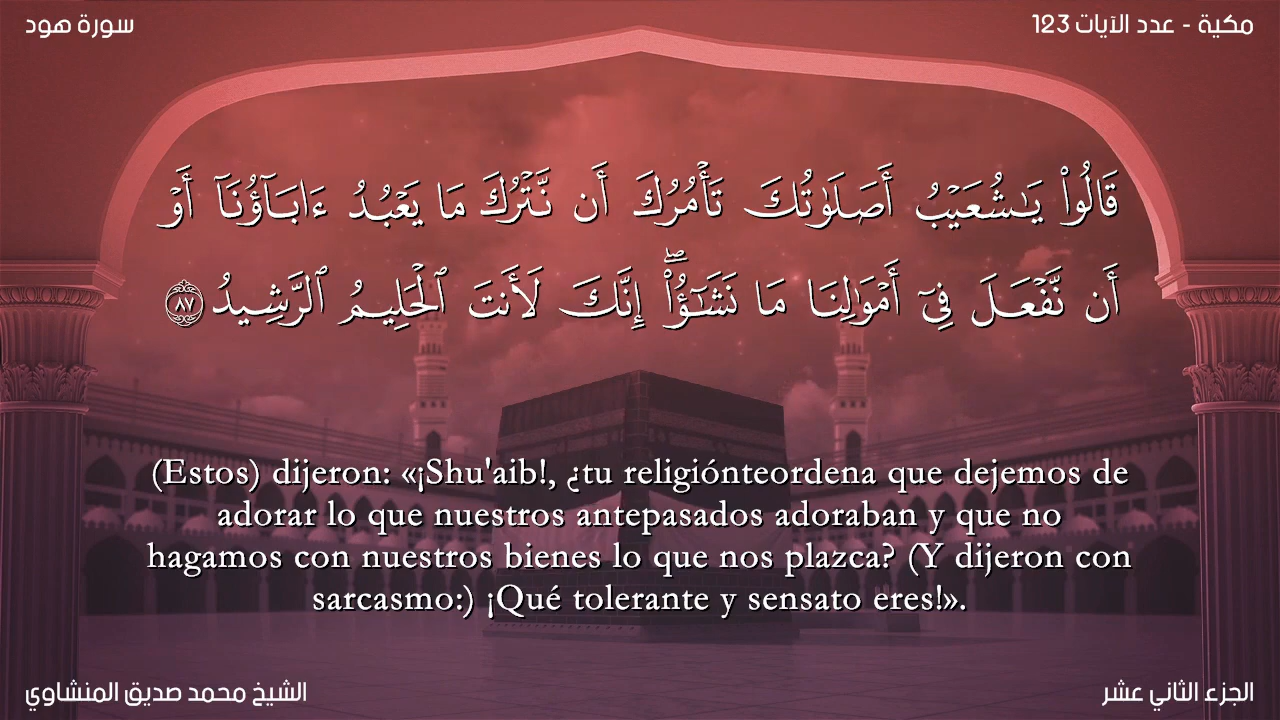 سورة هود
مكية - عدد الآيات 123
قَالُوا۟ يَـٰشُعَيْبُ أَصَلَوٰتُكَ تَأْمُرُكَ أَن نَّتْرُكَ مَا يَعْبُدُ ءَابَآؤُنَآ أَوْ
أَن نَّفْعَلَ فِىٓ أَمْوَٰلِنَا مَا نَشَـٰٓؤُا۟ ۖ إِنَّكَ لَأَنتَ ٱلْحَلِيمُ ٱلرَّشِيدُ ٨٧
(Estos) dijeron: «¡Shu'aib!, ¿tu religiónteordena que dejemos de
adorar lo que nuestros antepasados adoraban y que no
hagamos con nuestros bienes lo que nos plazca? (Y dijeron con
sarcasmo:) ¡Qué tolerante y sensato eres!».
الشيخ محمد صديق المنشاوي
الجزء الثاني عشر